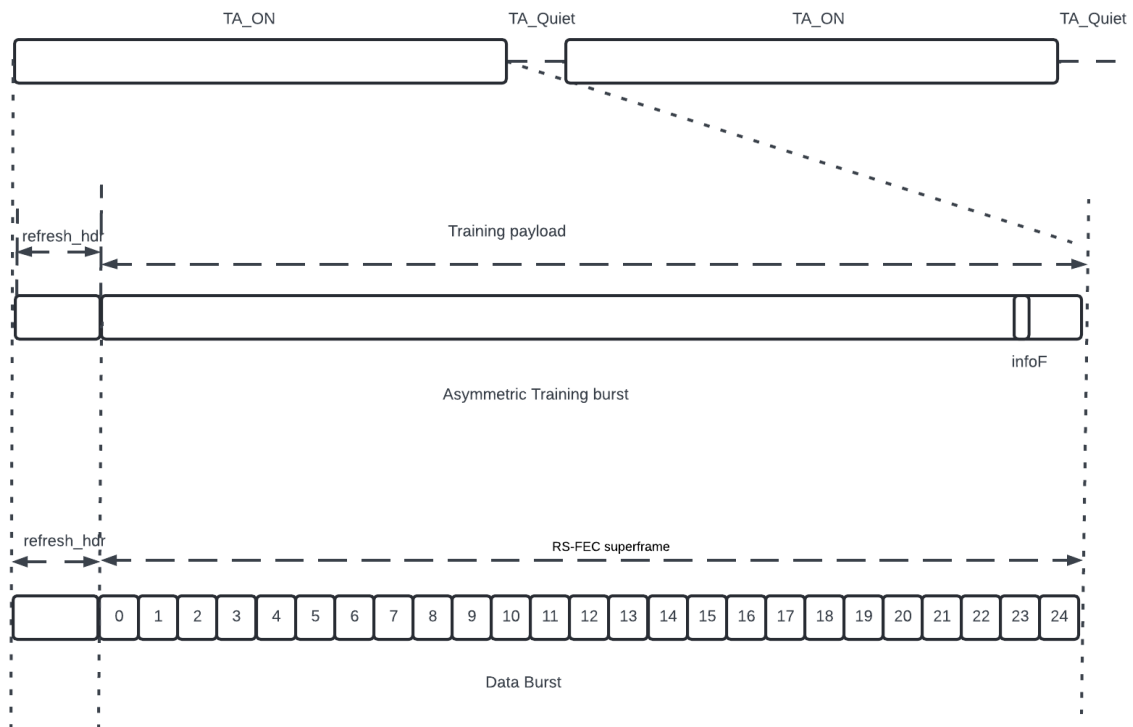 TA_ON TA_Quiet TA_ON TA_Quiet
Training payload
refresh_hdr
infoF
Asymmetric Training burst
refresh_hdr
RS-FEC superframe
0 1 2 3 4 5 6 7 8 9 10 11 12 13 14 15 16 17 18 19 20 21 22 23 24
Data Burst